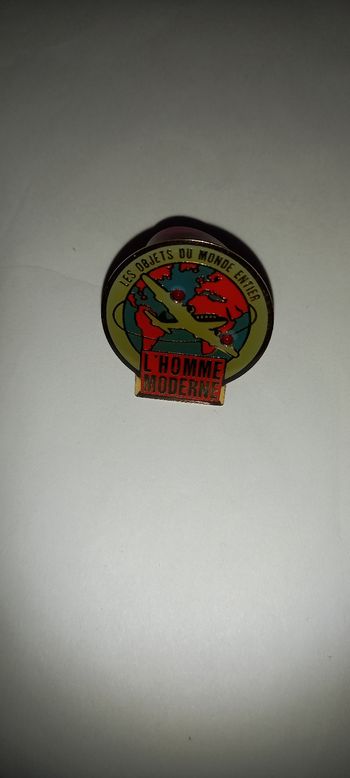 LES OBJETS DU MONDE ENTIER
L'HOMME
MODERNE